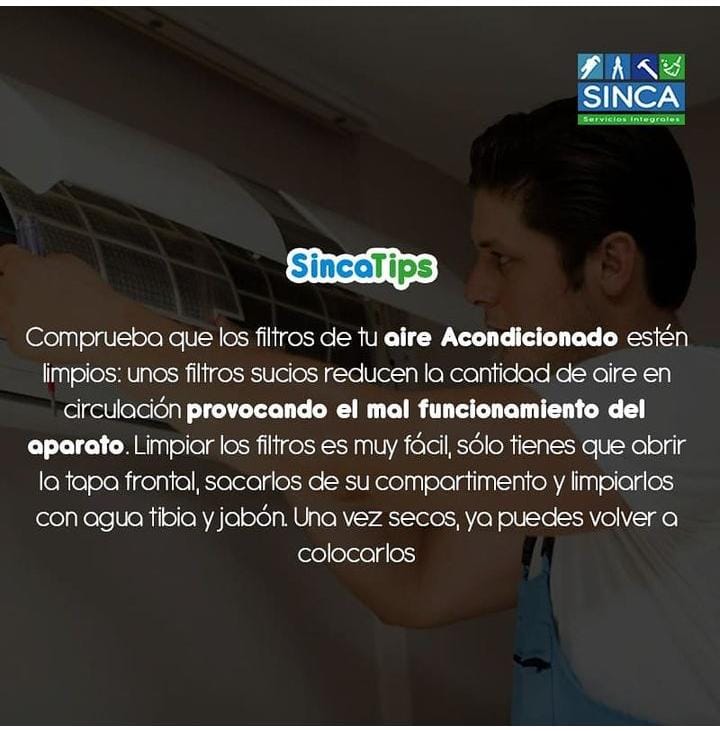 SINCA
Servicios Integrales
SincaTips
Comprueba que los filtros de tu aire Acondicionado estén
limpios: unos filtros sucios reducen la cantidad de aire en
circulación provocando el mal funcionamiento del
aparato. Limpiar los filtros es muy fácil, sólo tienes que abrir
la tapa frontal, sacarlos de su compartimento y limpiarlos
con agua tibia y jabón. Una vez secos, ya puedes volver a
colocarlos